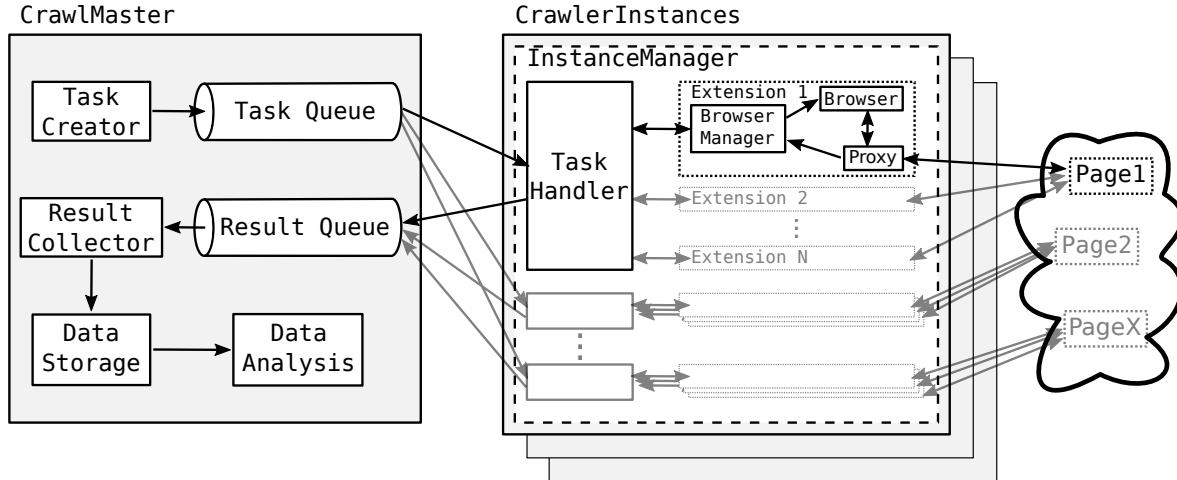 CrawlMaster
Task
Creator
Task Queue
Result
Collector
Result Queue
Data
Storage
Data
Analysis
CrawlerInstances
InstanceManager
Task
Handler
Extension 1
Browser
Manager
Browser
Proxy
Extension 2
⋮
Extension N
⋮
Page1
Page2
PageX